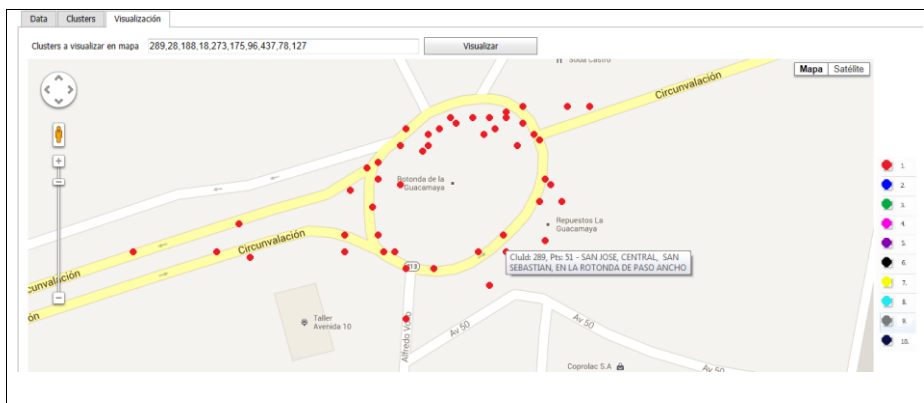 Data Clusters Visualización
Clusters a visualizar en mapa 289,28,188,18,273,175,96,437,78,127 Visualizar
Soda Castro
Mapa Satélite
Circunvalación
Rotonda de la
Guacamaya
Repuestos La
Guacamaya
Circunvalación
CluId: 289, Pts: 51 - SAN JOSE, CENTRAL, SAN
SEBASTIAN, EN LA ROTONDA DE PASO ANCHO
213
cunvalación
ón
Taller
Avenida 10
Alfredo Volio
Av 50
Av 50
Coprolac S.A
Av 50
1.
2.
3.
4.
5.
6.
7.
8.
9.
10.